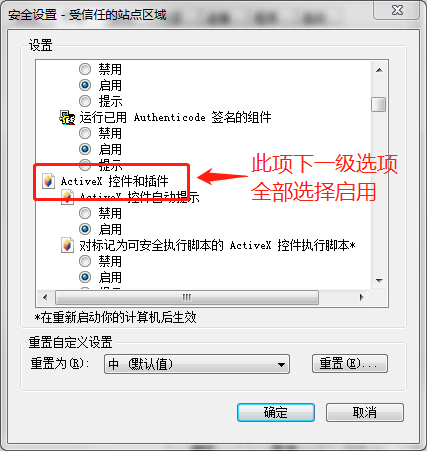 安全设置 - 受信任的站点区域
设置
禁用
启用
提示
运行已用 Authenticode 签名的组件
禁用
启用
提示
ActiveX 控件和插件
此项下一级选项
全部选择启用
ActiveX 控件自动提示
禁用
启用
对标记为可安全执行脚本的 ActiveX 控件执行脚本*
禁用
启用
*在重新启动你的计算机后生效
重置自定义设置
重置为(R): 中 (默认值) 重置(E)...
确定 取消